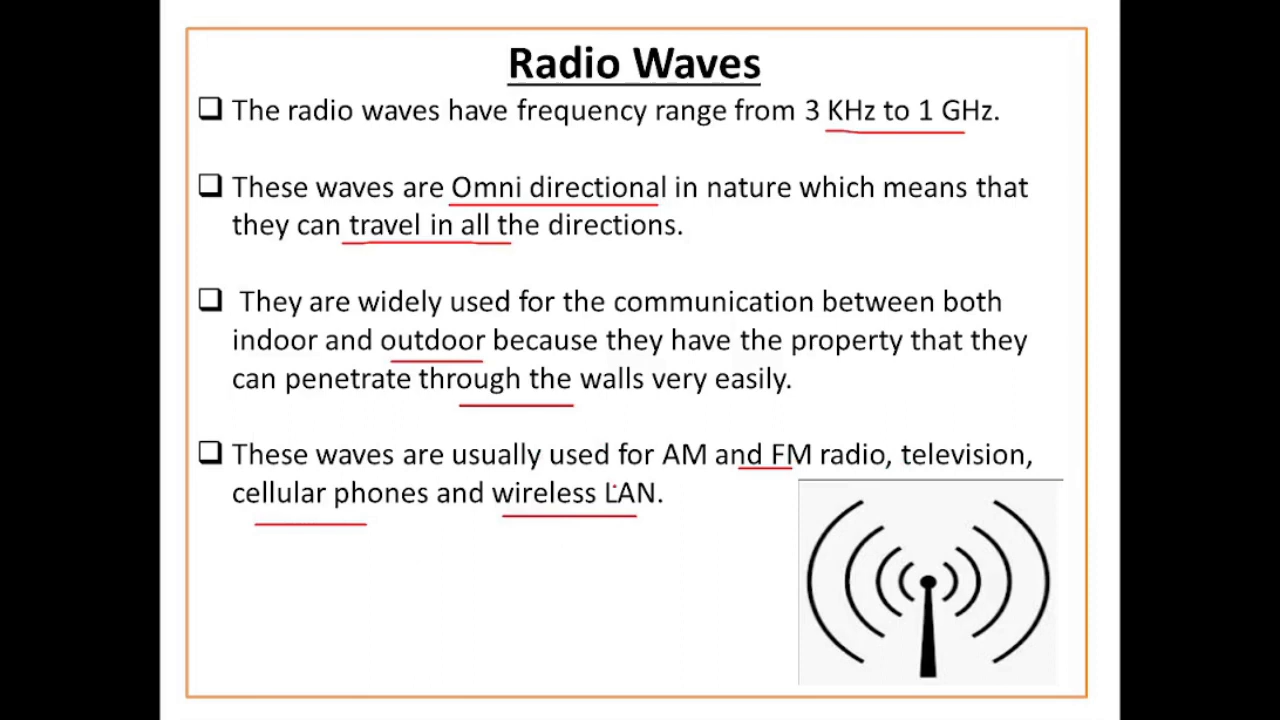 Radio Waves
The radio waves have frequency range from 3 KHz to 1 GHz.
These waves are Omni directional in nature which means that
they can travel in all the directions.
They are widely used for the communication between both
indoor and outdoor because they have the property that they
can penetrate through the walls very easily.
These waves are usually used for AM and FM radio, television,
cellular phones and wireless LAN.